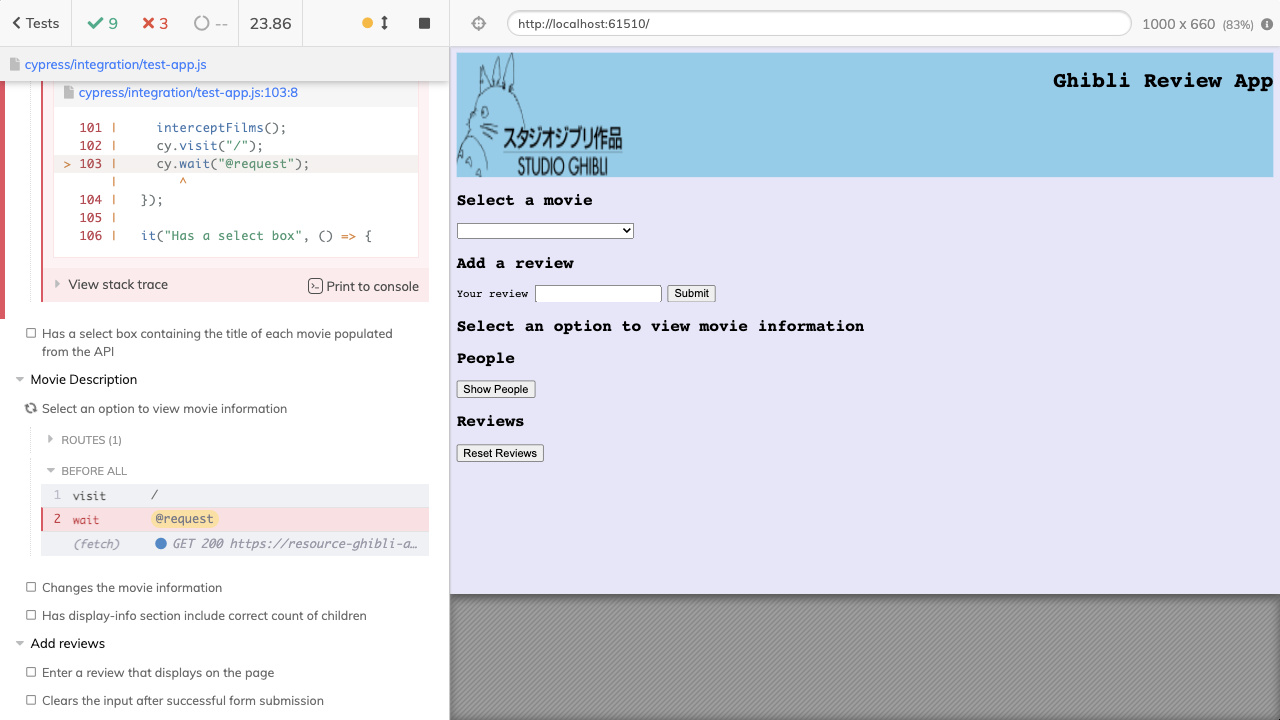 Tests
9
3
--
23.86
http://localhost:61510/
1000 x 660 (83%)
cypress/integration/test-app.js
cypress/integration/test-app.js:103:8
101 | interceptFilms();
102 | cy.visit("/");
> 103 | cy.wait("@request");
| ^
104 | });
105 |
106 | it("Has a select box", () => {
View stack trace
Print to console
Has a select box containing the title of each movie populated
from the API
Movie Description
Select an option to view movie information
ROUTES (1)
BEFORE ALL
1 visit /
2 wait @request
(fetch) GET 200 https://resource-ghibli-a…
Changes the movie information
Has display-info section include correct count of children
Add reviews
Enter a review that displays on the page
Clears the input after successful form submission
スタジオジブリ作品
STUDIO GHIBLI
Ghibli Review App
Select a movie
Add a review
Your review
Submit
Select an option to view movie information
People
Show People
Reviews
Reset Reviews